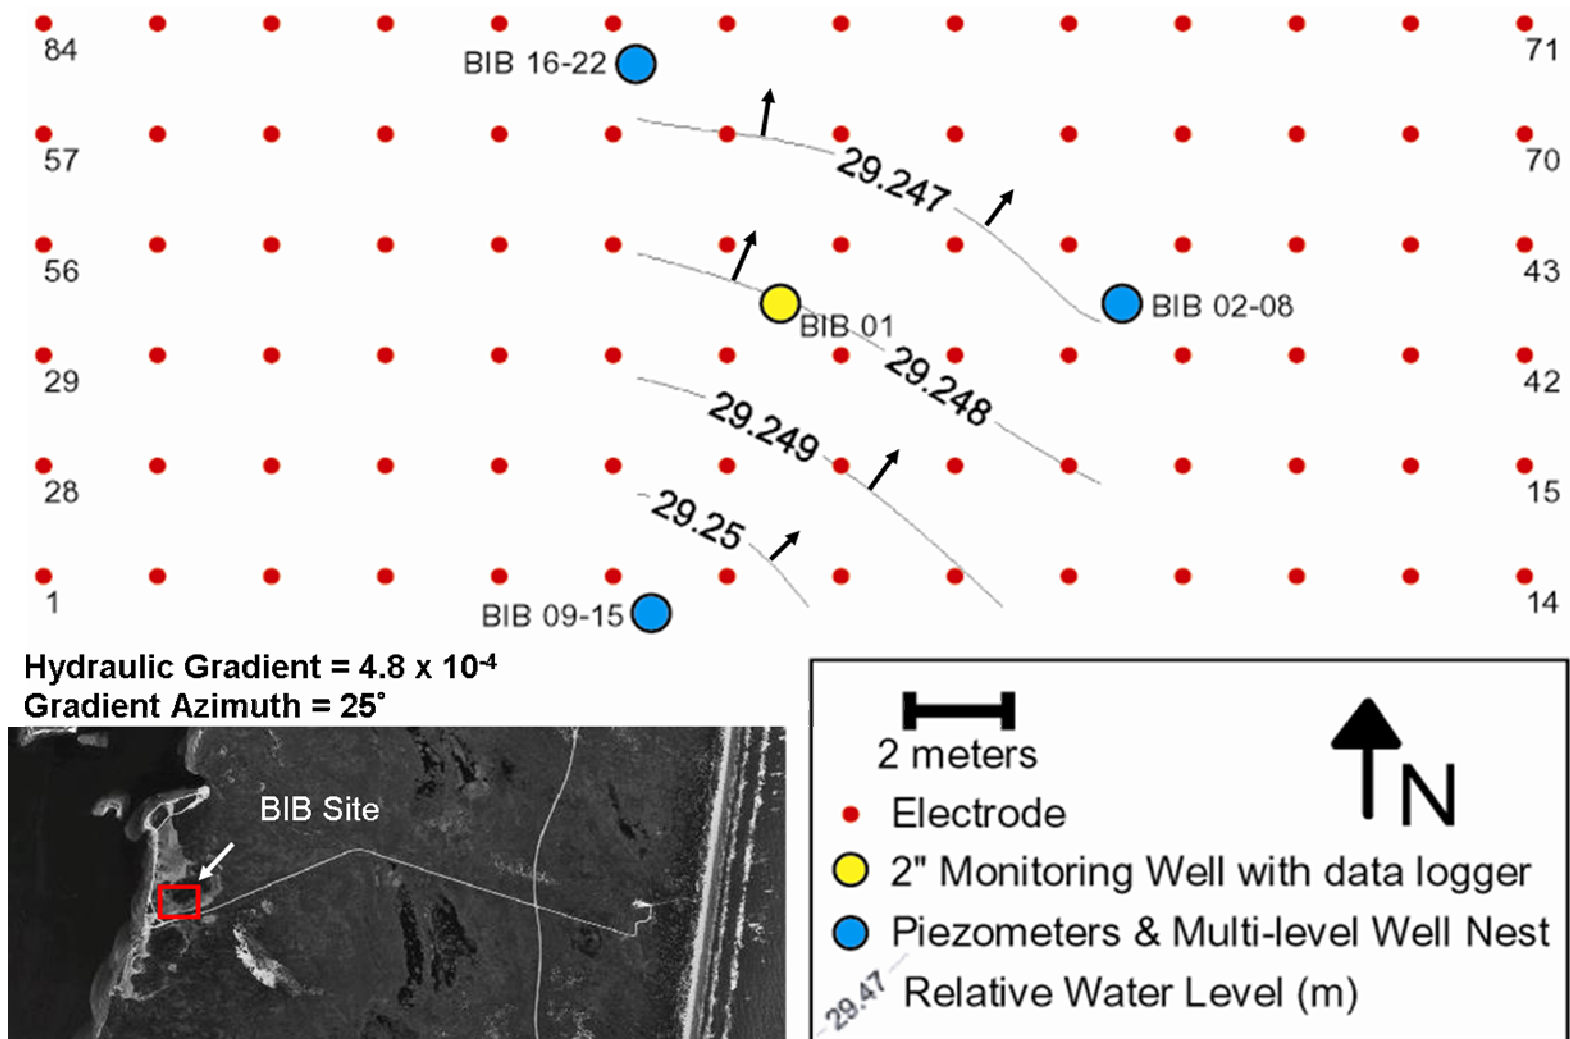 84
71
BIB 16-22
57
70
29.247
56
43
BIB 02-08
BIB 01
29
42
29.248
29.249
28
15
29.25
1
14
BIB 09-15
Hydraulic Gradient = 4.8 x 10-4
Gradient Azimuth = 25°
BIB Site
2 meters
N
Electrode
2" Monitoring Well with data logger
Piezometers & Multi-level Well Nest
29.47
Relative Water Level (m)